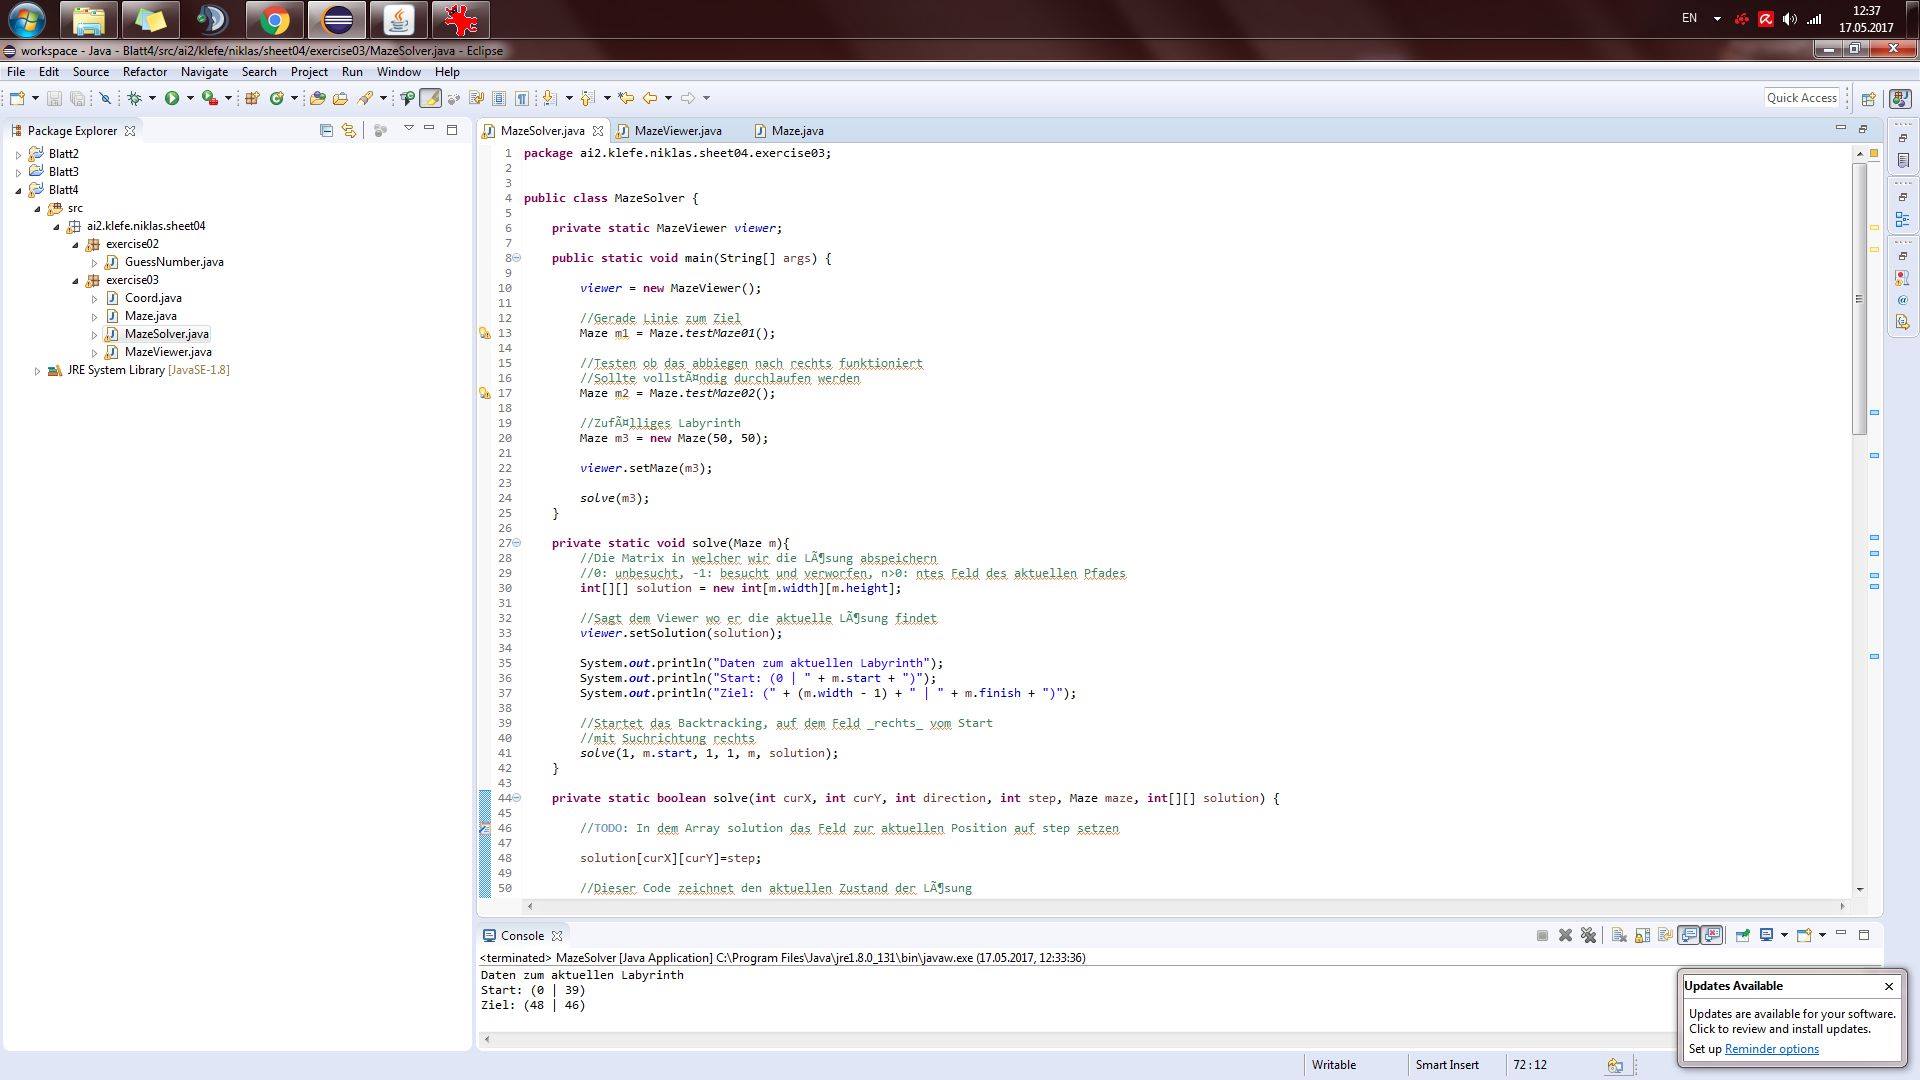 EN
12:37
17.05.2017
workspace - Java - Blatt4/src/ai2/klefe/niklas/sheet04/exercise03/MazeSolver.java - Eclipse
File Edit Source Refactor Navigate Search Project Run Window Help
Quick Access
Package Explorer
Blatt2
Blatt3
Blatt4
src
ai2.klefe.niklas.sheet04
exercise02
GuessNumber.java
exercise03
Coord.java
Maze.java
MazeSolver.java
MazeViewer.java
JRE System Library [JavaSE-1.8]
MazeSolver.java MazeViewer.java Maze.java
1 package ai2.klefe.niklas.sheet04.exercise03;
2
3
4 public class MazeSolver {
5
6 private static MazeViewer viewer;
7
8 public static void main(String[] args) {
9
10 viewer = new MazeViewer();
11
12 //Gerade Linie zum Ziel
13 Maze m1 = Maze.testMaze01();
14
15 //Testen ob das abbiegen nach rechts funktioniert
16 //Sollte vollstÃ¤ndig durchlaufen werden
17 Maze m2 = Maze.testMaze02();
18
19 //ZufÃ¤lliges Labyrinth
20 Maze m3 = new Maze(50, 50);
21
22 viewer.setMaze(m3);
23
24 solve(m3);
25 }
26
27 private static void solve(Maze m){
28 //Die Matrix in welcher wir die LÃ¶sung abspeichern
29 //0: unbesucht, -1: besucht und verworfen, n>0: ntes Feld des aktuellen Pfades
30 int[][] solution = new int[m.width][m.height];
31
32 //Sagt dem Viewer wo er die aktuelle LÃ¶sung findet
33 viewer.setSolution(solution);
34
35 System.out.println("Daten zum aktuellen Labyrinth");
36 System.out.println("Start: (0 | " + m.start + ")");
37 System.out.println("Ziel: (" + (m.width - 1) + " | " + m.finish + ")");
38
39 //Startet das Backtracking, auf dem Feld _rechts_ vom Start
40 //mit Suchrichtung rechts
41 solve(1, m.start, 1, 1, m, solution);
42 }
43
44 private static boolean solve(int curX, int curY, int direction, int step, Maze maze, int[][] solution) {
45
46 //TODO: In dem Array solution das Feld zur aktuellen Position auf step setzen
47
48 solution[curX][curY]=step;
49
50 //Dieser Code zeichnet den aktuellen Zustand der LÃ¶sung
Console
<terminated> MazeSolver [Java Application] C:\Program Files\Java\jre1.8.0_131\bin\javaw.exe (17.05.2017, 12:33:36)
Daten zum aktuellen Labyrinth
Start: (0 | 39)
Ziel: (48 | 46)
Updates Available
Updates are available for your software.
Click to review and install updates.
Set up Reminder options
Writable Smart Insert 72 : 12